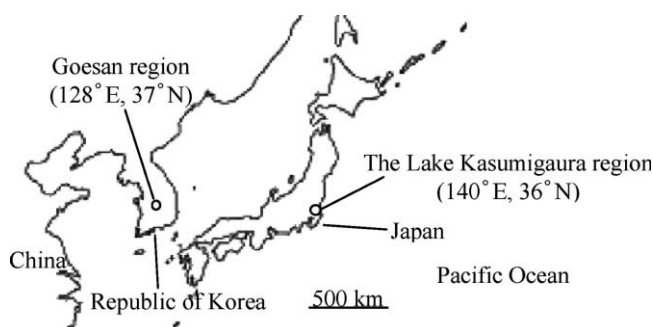 Goesan region
(128˚E, 37˚N)
The Lake Kasumigaura region
(140˚E, 36˚N)
Japan
China
Pacific Ocean
Republic of Korea
500 km